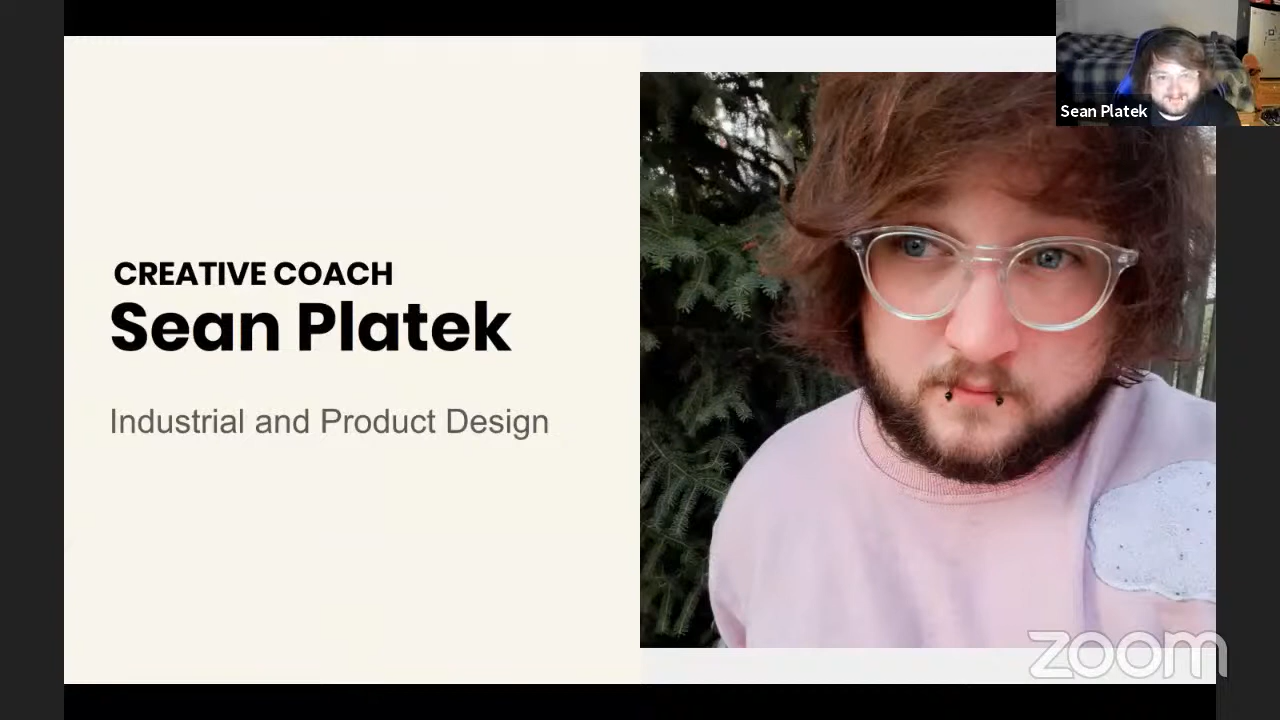 Sean Platek
CREATIVE COACH
Sean Platek
Industrial and Product Design
zoom